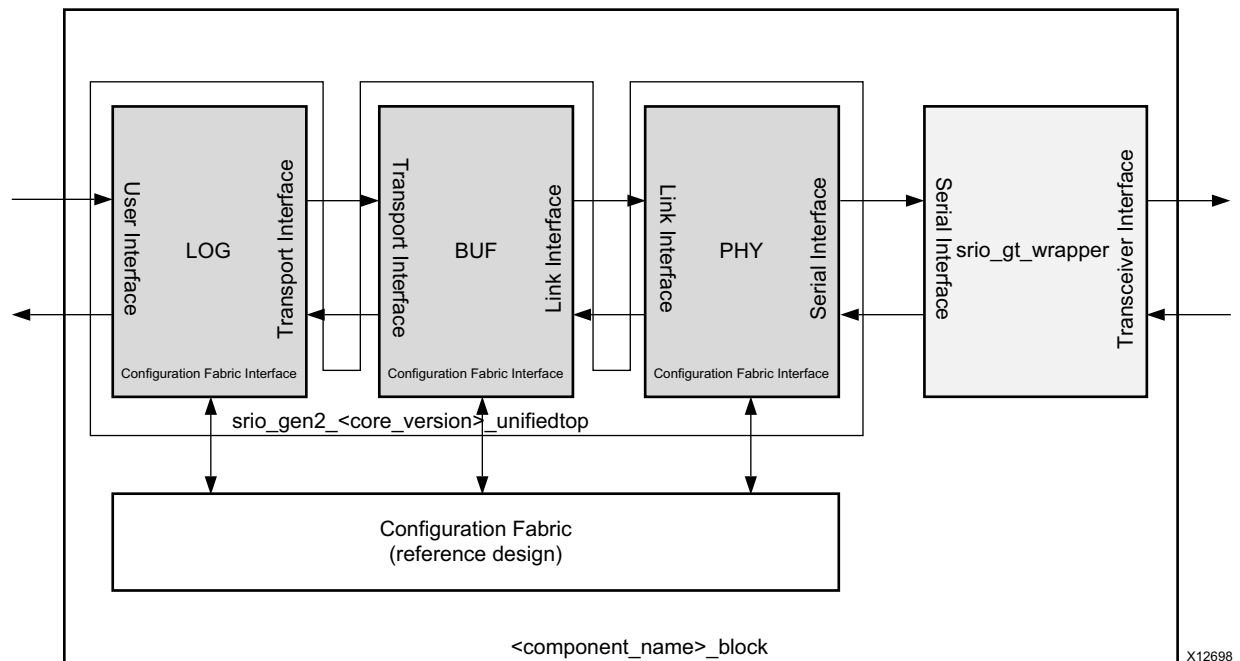 User Interface
LOG
Transport Interface
Configuration Fabric Interface
Transport Interface
BUF
Link Interface
Configuration Fabric Interface
Link Interface
PHY
Serial Interface
Configuration Fabric Interface
Serial Interface
srio_gt_wrapper
Transceiver Interface
srio_gen2_<core_version>_unifiedtop
Configuration Fabric
(reference design)
<component_name>_block
X12698